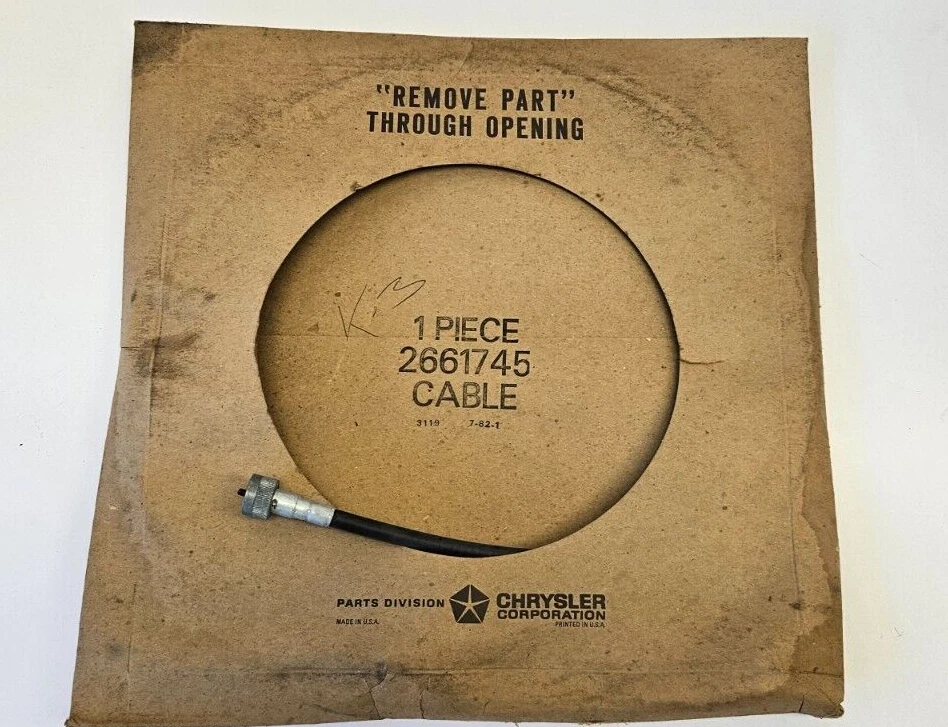 "REMOVE PART"
THROUGH OPENING
Kim
1 PIECE
2661745
CABLE
3119 7-82-1
PARTS DIVISION CHRYSLER CORPORATION
MADE IN U.S.A. PRINTED IN U.S.A.